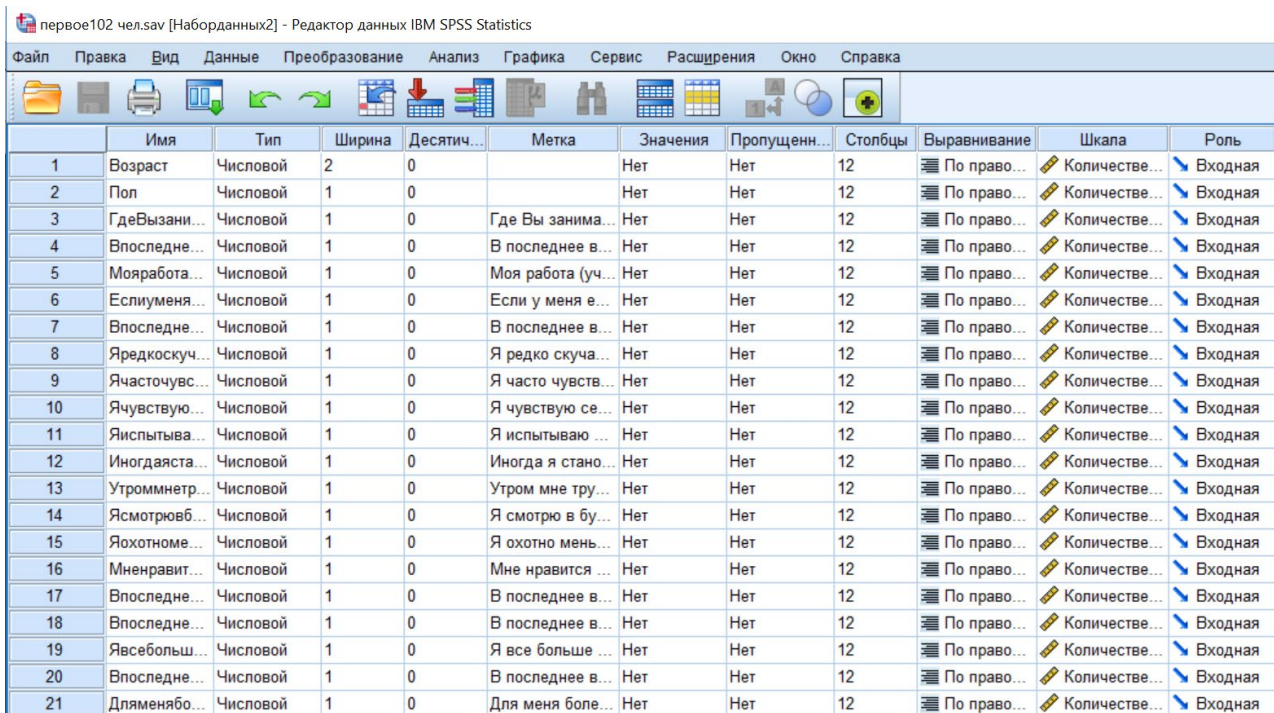 первое102 чел.sav [Наборданных2] - Редактор данных IBM SPSS Statistics
Файл Правка Вид Данные Преобразование Анализ Графика Сервис Расширения Окно Справка
Имя Тип Ширина Десятич... Метка Значения Пропущенн... Столбцы Выравнивание Шкала Роль
1 Возраст Числовой 2 0 Нет Нет 12 По право... Количестве... Входная
2 Пол Числовой 1 0 Нет Нет 12 По право... Количестве... Входная
3 ГдеВызани... Числовой 1 0 Где Вы занима... Нет Нет 12 По право... Количестве... Входная
4 Впоследне... Числовой 1 0 В последнее в... Нет Нет 12 По право... Количестве... Входная
5 Мояработа... Числовой 1 0 Моя работа (уч... Нет Нет 12 По право... Количестве... Входная
6 Еслиуменя... Числовой 1 0 Если у меня е... Нет Нет 12 По право... Количестве... Входная
7 Впоследне... Числовой 1 0 В последнее в... Нет Нет 12 По право... Количестве... Входная
8 Яредкоскуч... Числовой 1 0 Я редко скуча... Нет Нет 12 По право... Количестве... Входная
9 Ячасточувс... Числовой 1 0 Я часто чувств... Нет Нет 12 По право... Количестве... Входная
10 Ячувствую... Числовой 1 0 Я чувствую се... Нет Нет 12 По право... Количестве... Входная
11 Яиспытыва... Числовой 1 0 Я испытываю ... Нет Нет 12 По право... Количестве... Входная
12 Иногдаяста... Числовой 1 0 Иногда я стано... Нет Нет 12 По право... Количестве... Входная
13 Утроммнетр... Числовой 1 0 Утром мне тру... Нет Нет 12 По право... Количестве... Входная
14 Ясмотрювб... Числовой 1 0 Я смотрю в бу... Нет Нет 12 По право... Количестве... Входная
15 Яохотноме... Числовой 1 0 Я охотно мень... Нет Нет 12 По право... Количестве... Входная
16 Мненравит... Числовой 1 0 Мне нравится ... Нет Нет 12 По право... Количестве... Входная
17 Впоследне... Числовой 1 0 В последнее в... Нет Нет 12 По право... Количестве... Входная
18 Впоследне... Числовой 1 0 В последнее в... Нет Нет 12 По право... Количестве... Входная
19 Явсебольш... Числовой 1 0 Я все больше ... Нет Нет 12 По право... Количестве... Входная
20 Впоследне... Числовой 1 0 В последнее в... Нет Нет 12 По право... Количестве... Входная
21 Дляменябо... Числовой 1 0 Для меня боле... Нет Нет 12 По право... Количестве... Входная